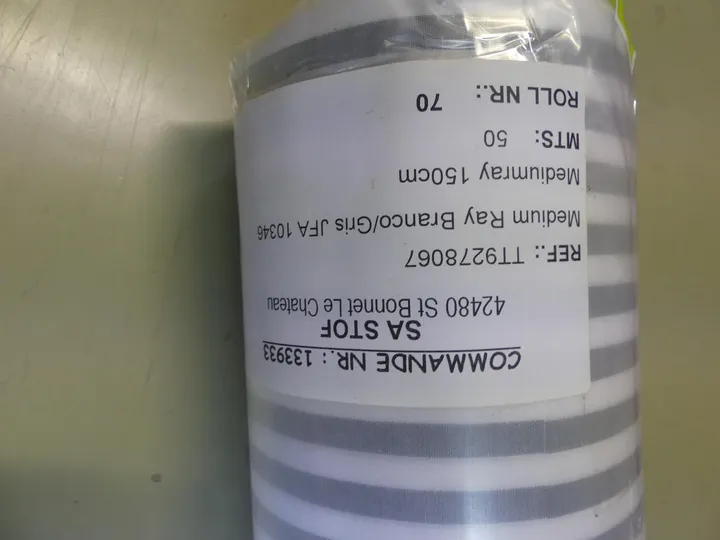 COMMANDE NR.: 133933
SA STOF
42480 St Bonnet Le Chateau
REF.: TT9278067
Medium Ray Branco/Gris JFA 10346
Mediumray 150cm
MTS: 50
ROLL NR.: 70